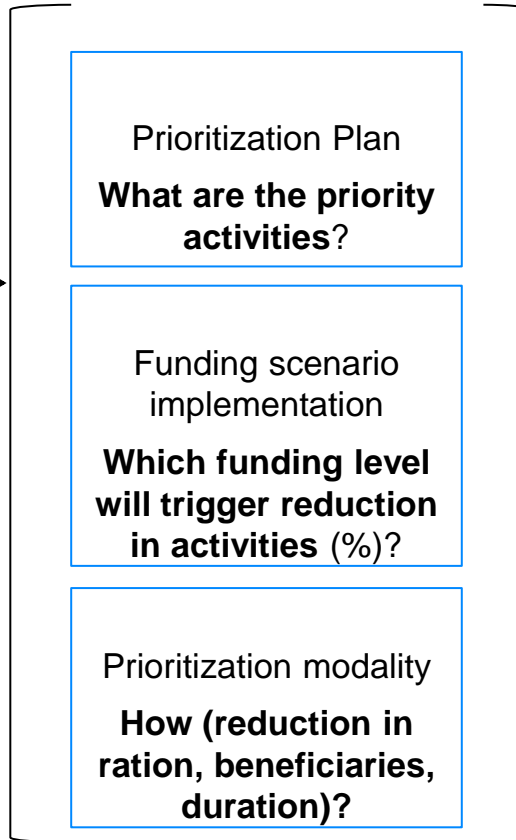 Prioritization Plan
What are the priority
activities?
Funding scenario
implementation
Which funding level
will trigger reduction
in activities (%)?
Prioritization modality
How (reduction in
ration, beneficiaries,
duration)?